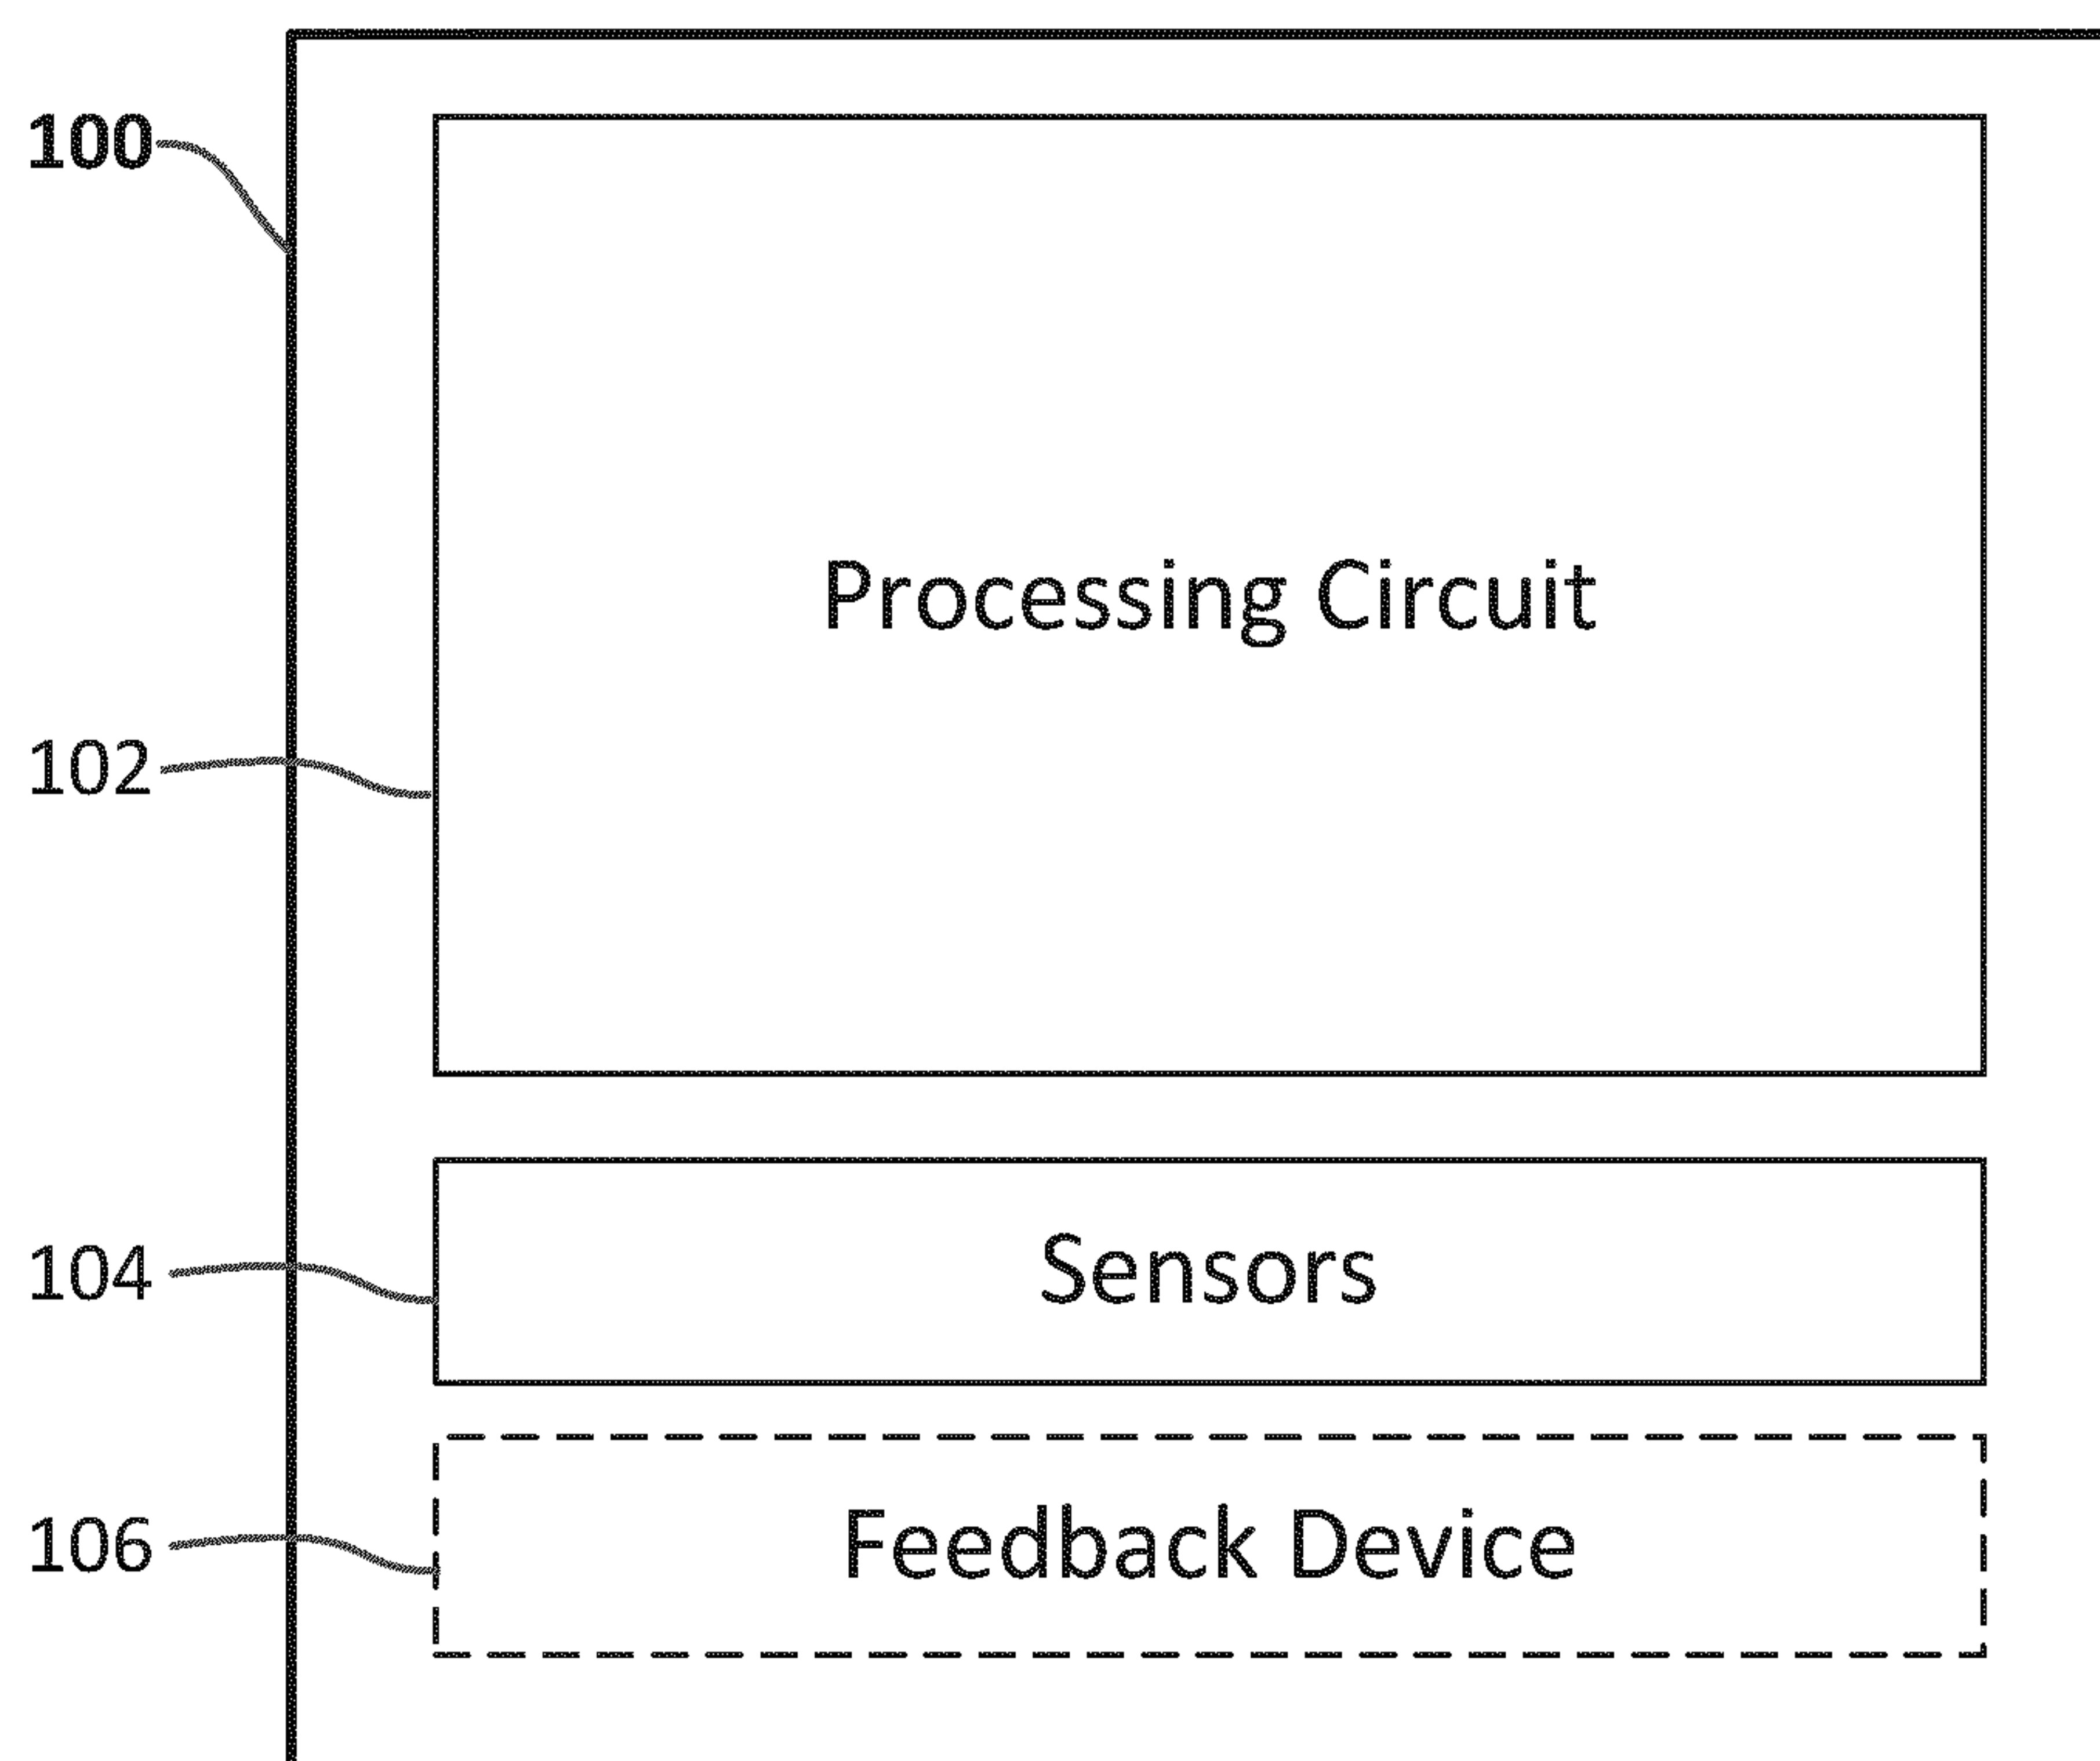 100
Processing Circuit
102
Sensors
104
Feedback Device
106